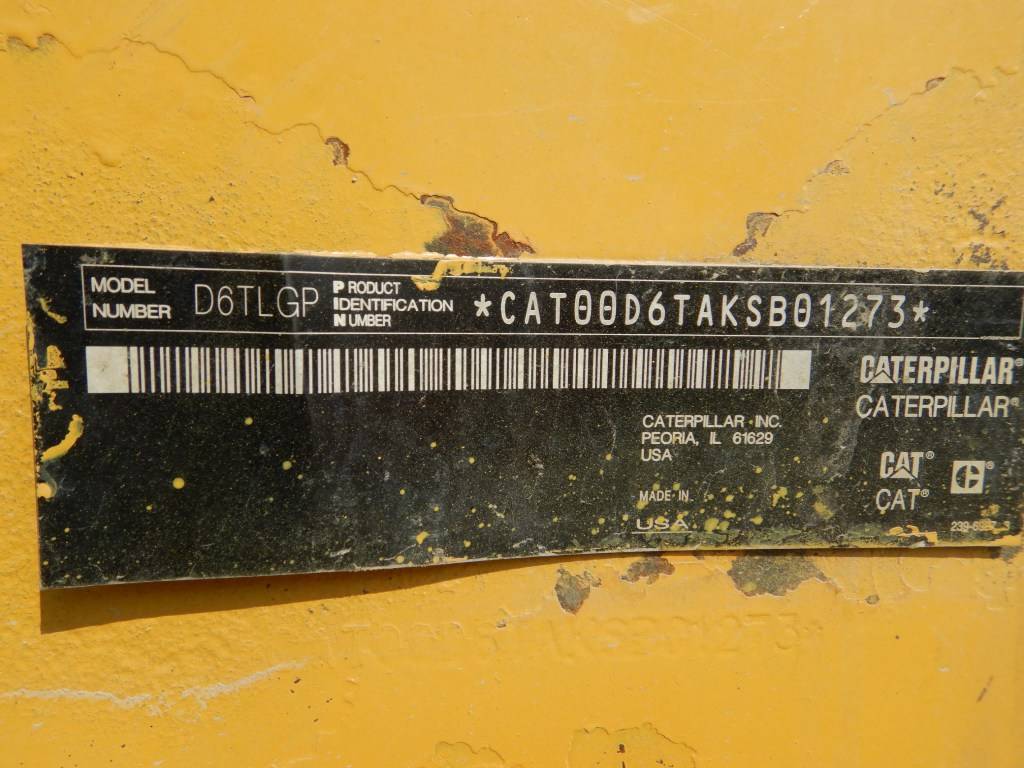 MODEL NUMBER D6TLGP PRODUCT IDENTIFICATION NUMBER *CAT00D6TAKSB01273*
CATERPILLAR®
CATERPILLAR®
CATERPILLAR INC.
PEORIA, IL 61629
USA
CAT®
CAT®
MADE IN
USA